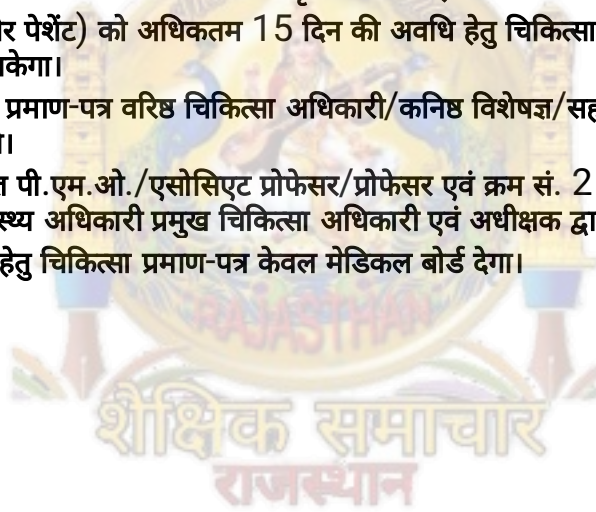 र पेशेंट) को अधिकतम 15 दिन की अवधि हेतु चिकित्सा
केगा।
प्रमाण-पत्र वरिष्ठ चिकित्सा अधिकारी/कनिष्ठ विशेषज्ञ/सह
ा।
पी.एम.ओ./एसोसिएट प्रोफेसर/प्रोफेसर एवं क्रम सं. 2
स्थ्य अधिकारी प्रमुख चिकित्सा अधिकारी एवं अधीक्षक द्वा
हेतु चिकित्सा प्रमाण-पत्र केवल मेडिकल बोर्ड देगा।
RAJASTHAN
शैक्षिक समाचार
राजस्थान